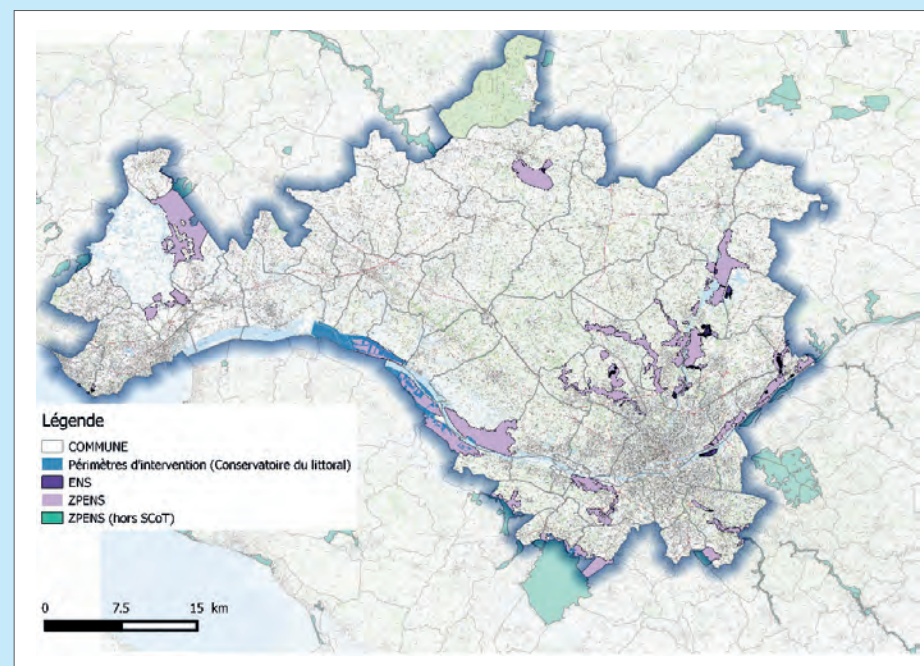 Légende
COMMUNE
Périmètres d'intervention (Conservatoire du littoral)
ENS
ZPENS
ZPENS (hors SCoT)
0 7.5 15 km